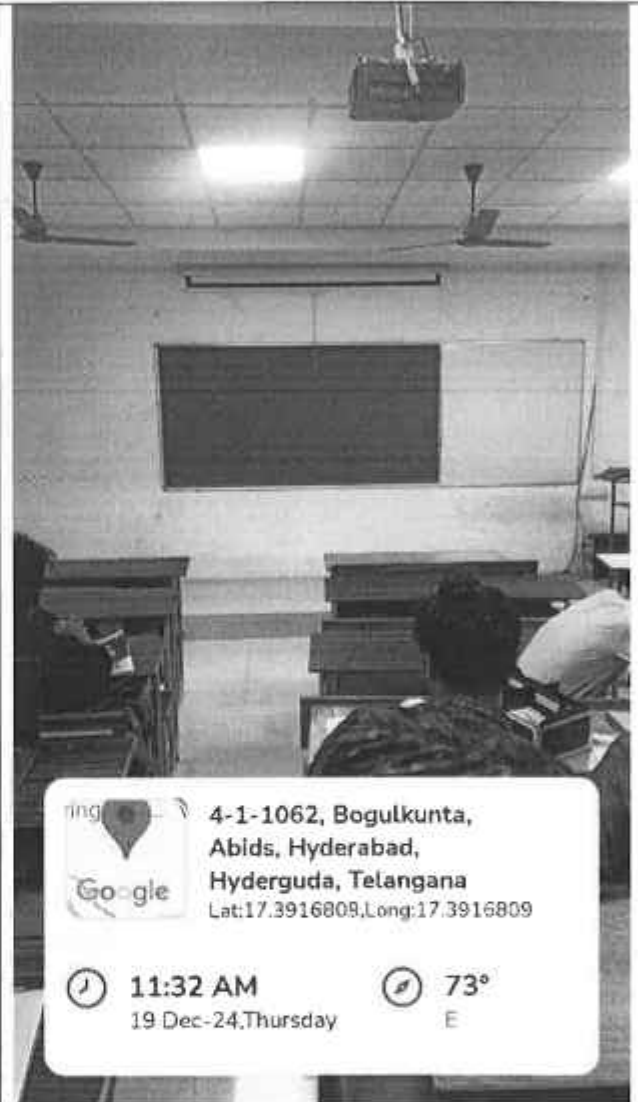 ring
Google
4-1-1062, Bogulkunta,
Abids, Hyderabad,
Hyderguda, Telangana
Lat:17.3916809,Long:17.3916809
11:32 AM
19 Dec-24,Thursday
73°
E